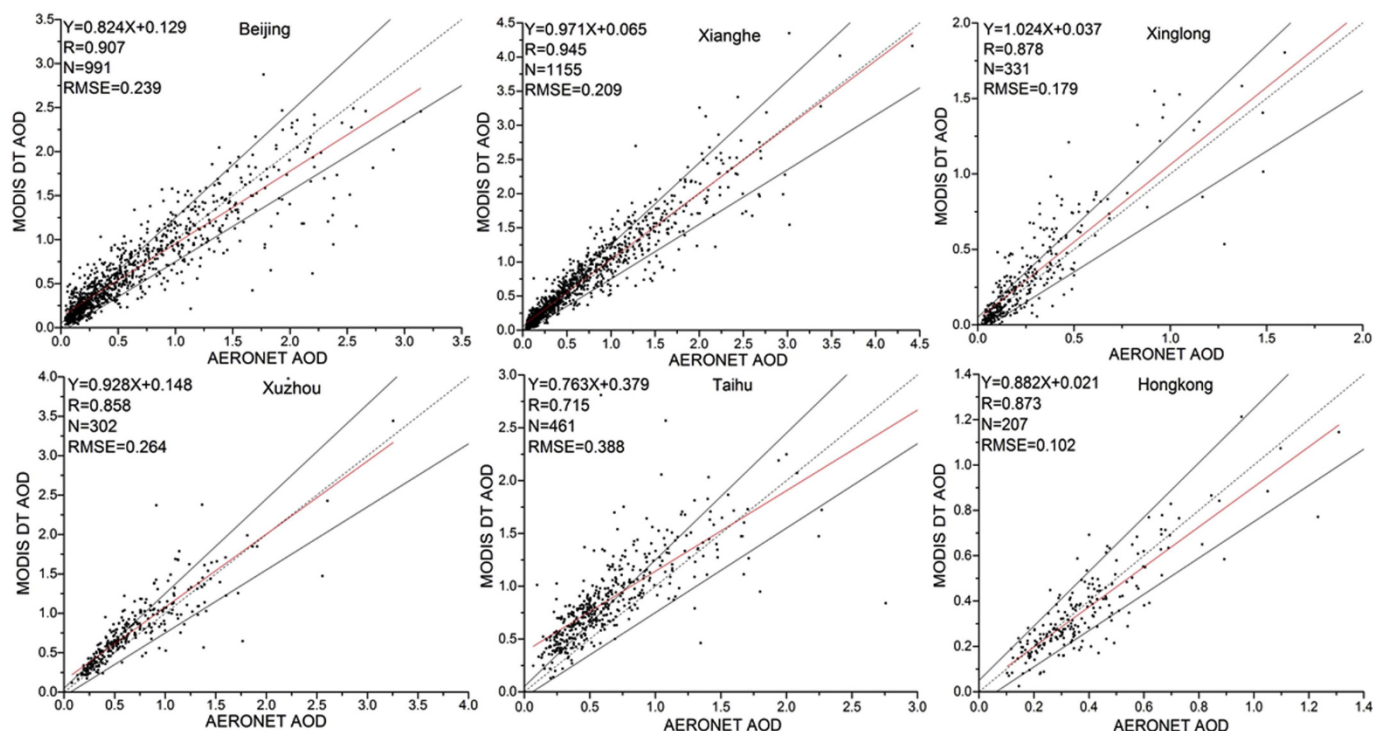 Y=0.824X+0.129
R=0.907
N=991
RMSE=0.239
Beijing
3.5
3.0
2.5
2.0
1.5
1.0
0.5
0.0
MODIS DT AOD
0.0 0.5 1.0 1.5 2.0 2.5 3.0 3.5
AERONET AOD
Y=0.971X+0.065
R=0.945
N=1155
RMSE=0.209
Xianghe
4.5
4.0
3.5
3.0
2.5
2.0
1.5
1.0
0.5
0.0
MODIS DT AOD
0.0 0.5 1.0 1.5 2.0 2.5 3.0 3.5 4.0 4.5
AERONET AOD
Y=1.024X+0.037
R=0.878
N=331
RMSE=0.179
Xinglong
2.0
1.5
1.0
0.5
0.0
MODIS DT AOD
0.0 0.5 1.0 1.5 2.0
AERONET AOD
Y=0.928X+0.148
R=0.858
N=302
RMSE=0.264
Xuzhou
4.0
3.5
3.0
2.5
2.0
1.5
1.0
0.5
0.0
MODIS DT AOD
0.0 0.5 1.0 1.5 2.0 2.5 3.0 3.5 4.0
AERONET AOD
Y=0.763X+0.379
R=0.715
N=461
RMSE=0.388
Taihu
3.0
2.5
2.0
1.5
1.0
0.5
0.0
MODIS DT AOD
0.0 0.5 1.0 1.5 2.0 2.5 3.0
AERONET AOD
Y=0.882X+0.021
R=0.873
N=207
RMSE=0.102
Hongkong
1.4
1.2
1.0
0.8
0.6
0.4
0.2
0.0
MODIS DT AOD
0.0 0.2 0.4 0.6 0.8 1.0 1.2 1.4
AERONET AOD